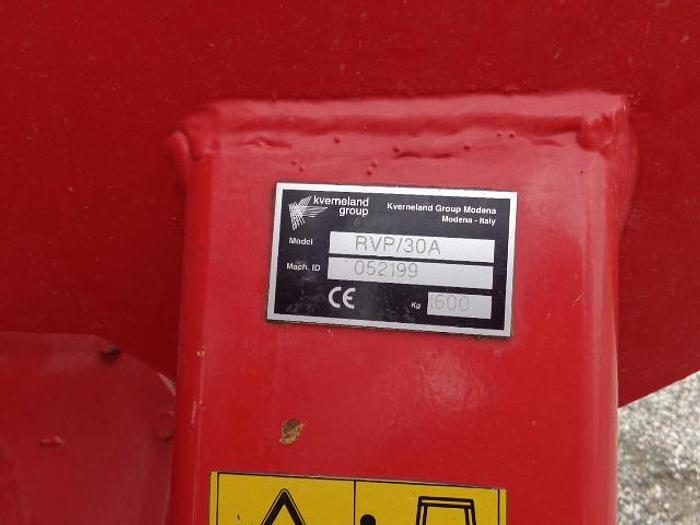 kverneland
group
Kverneland Group Modena
Modena - Italy
Model RVP/30A
Mach. ID 052199
CE Kg 600